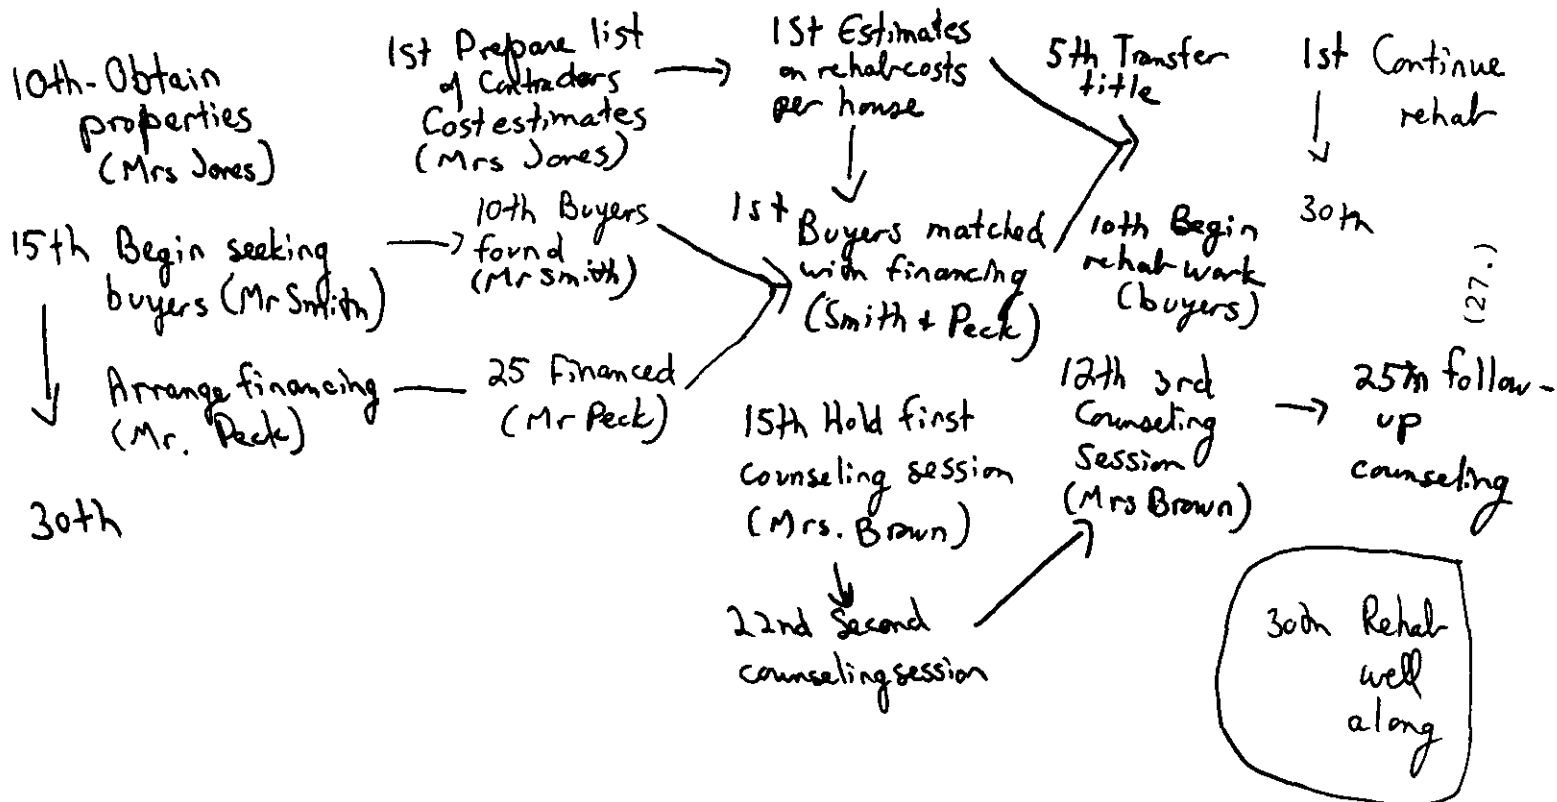 10th-Obtain
properties
(Mrs Jones)
15th Begin seeking
buyers (Mr Smith)
Arrange financing
(Mr. Peck)
30th
1st Prepare list
of Contractors
Cost estimates
(Mrs Jones)
10th Buyers
found
(Mr Smith)
25 Financed
(Mr Peck)
1st Estimates
on rehab costs
per house
1st Buyers matched
with financing
(Smith + Peck)
15th Hold first
counseling session
(Mrs. Brown)
22nd Second
counseling session
5th Transfer
title
10th Begin
rehab work
(buyers)
12th 3rd
Counseling
Session
(Mrs Brown)
1st Continue
rehab
30th
(27.)
25th follow-
up
counseling
30th Rehab
well
along